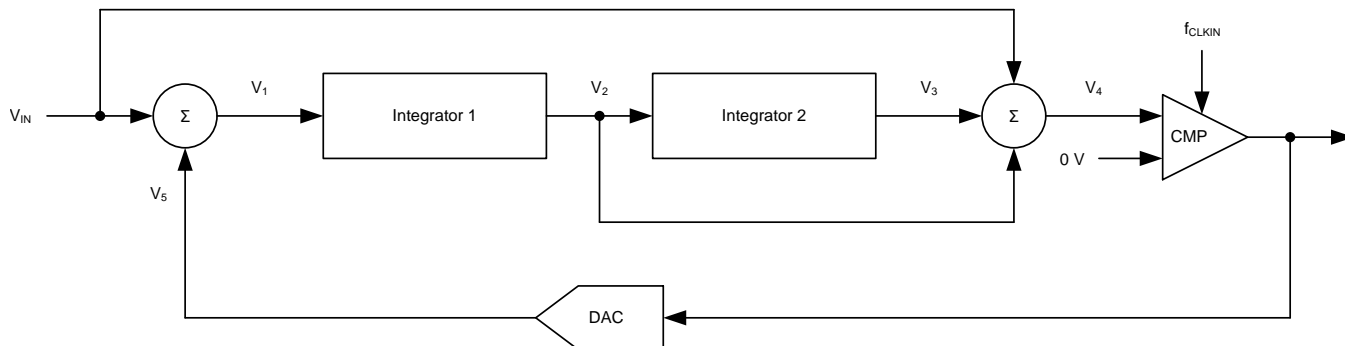 f_CLKIN
V_IN
Σ
V_1
Integrator 1
V_2
Integrator 2
V_3
Σ
V_4
CMP
0 V
V_5
DAC